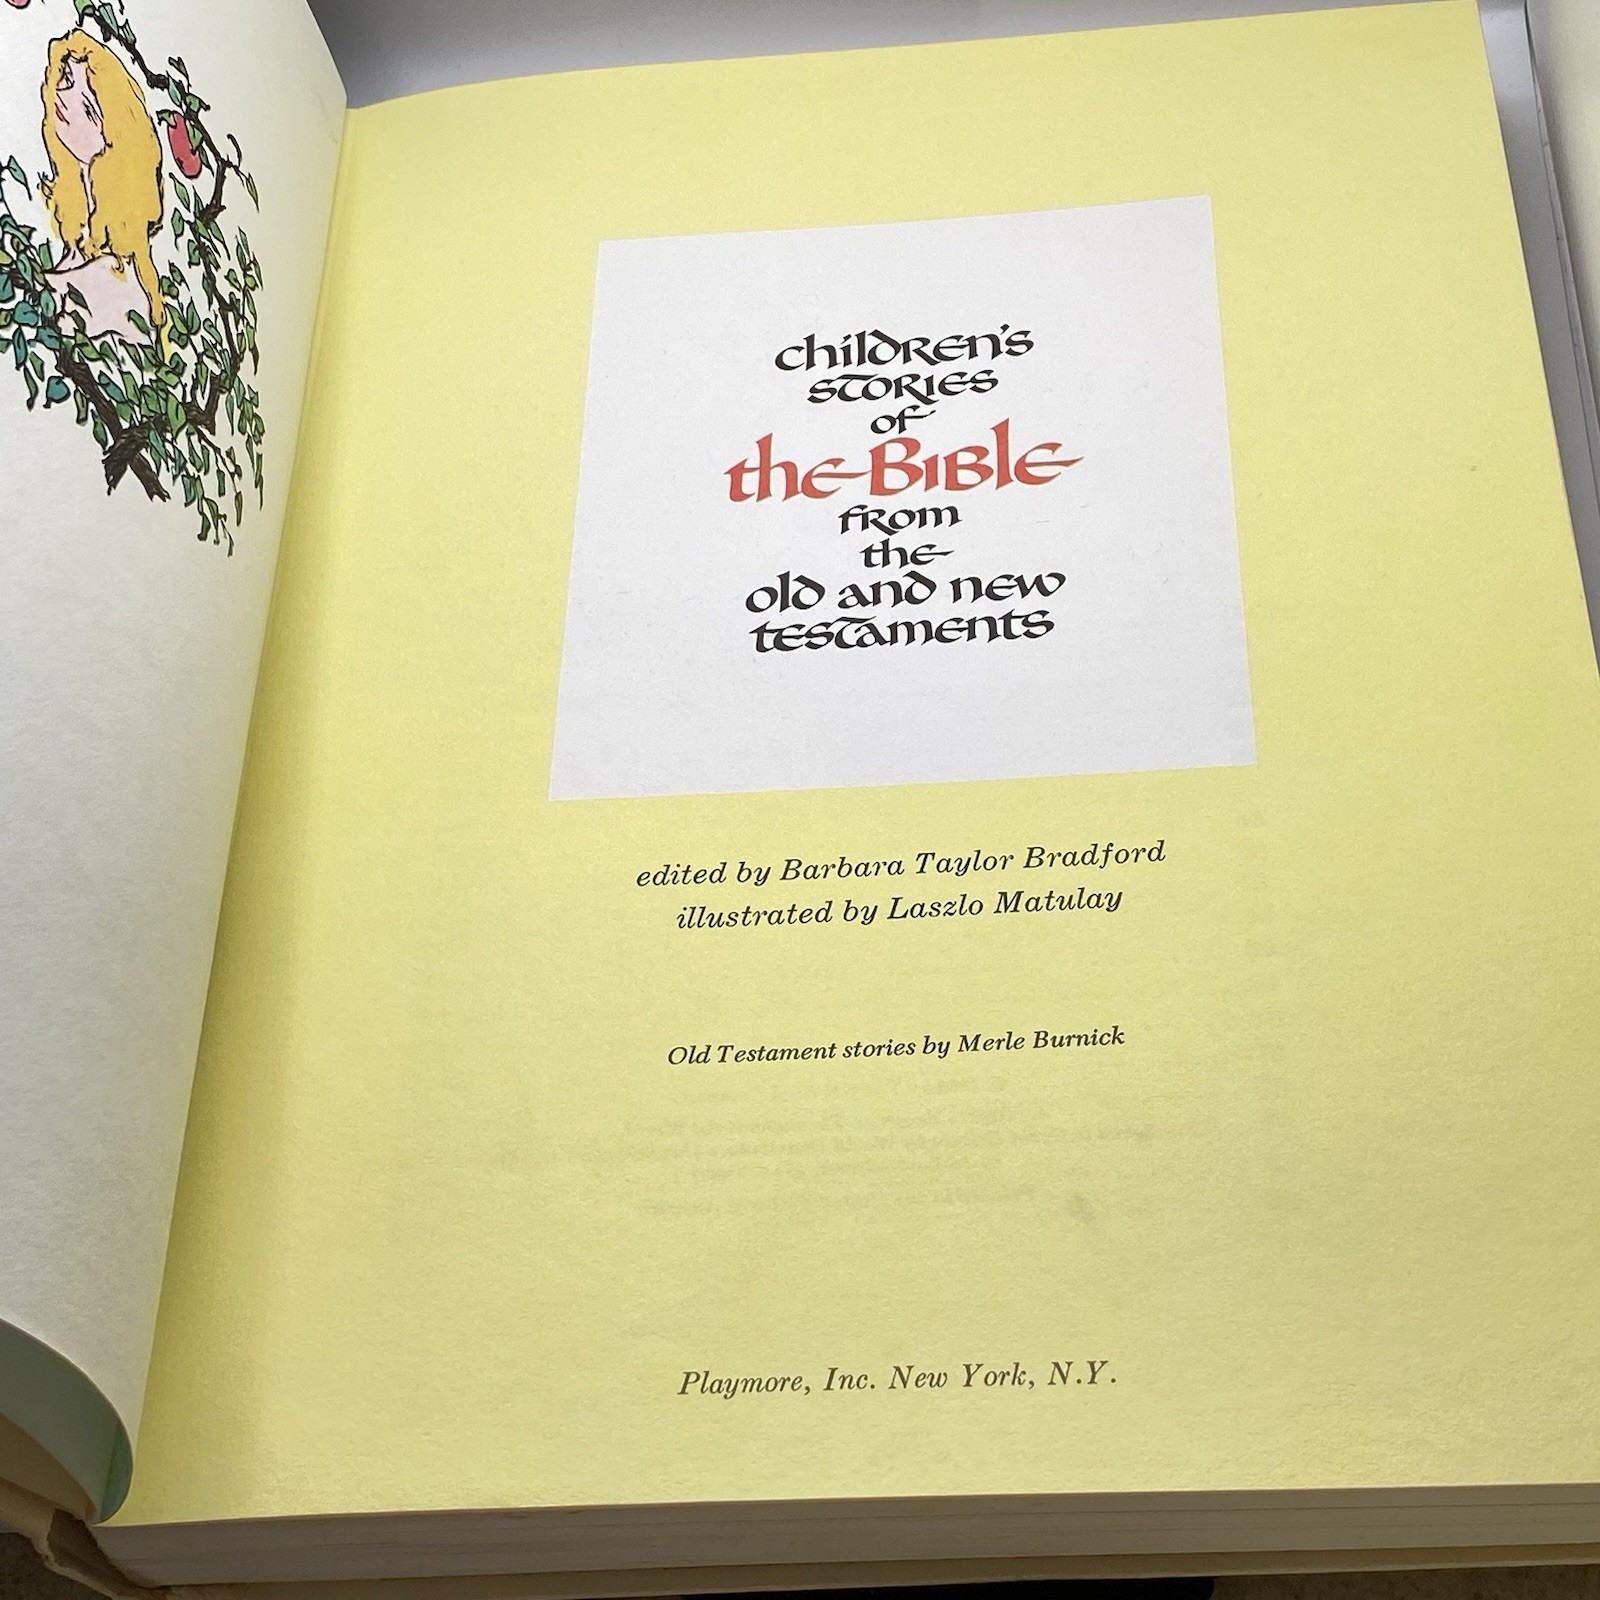 children's
stories
of
the Bible
from
the
old and new
testaments
edited by Barbara Taylor Bradford
illustrated by Laszlo Matulay
Old Testament stories by Merle Burnick
Playmore, Inc. New York, N.Y.